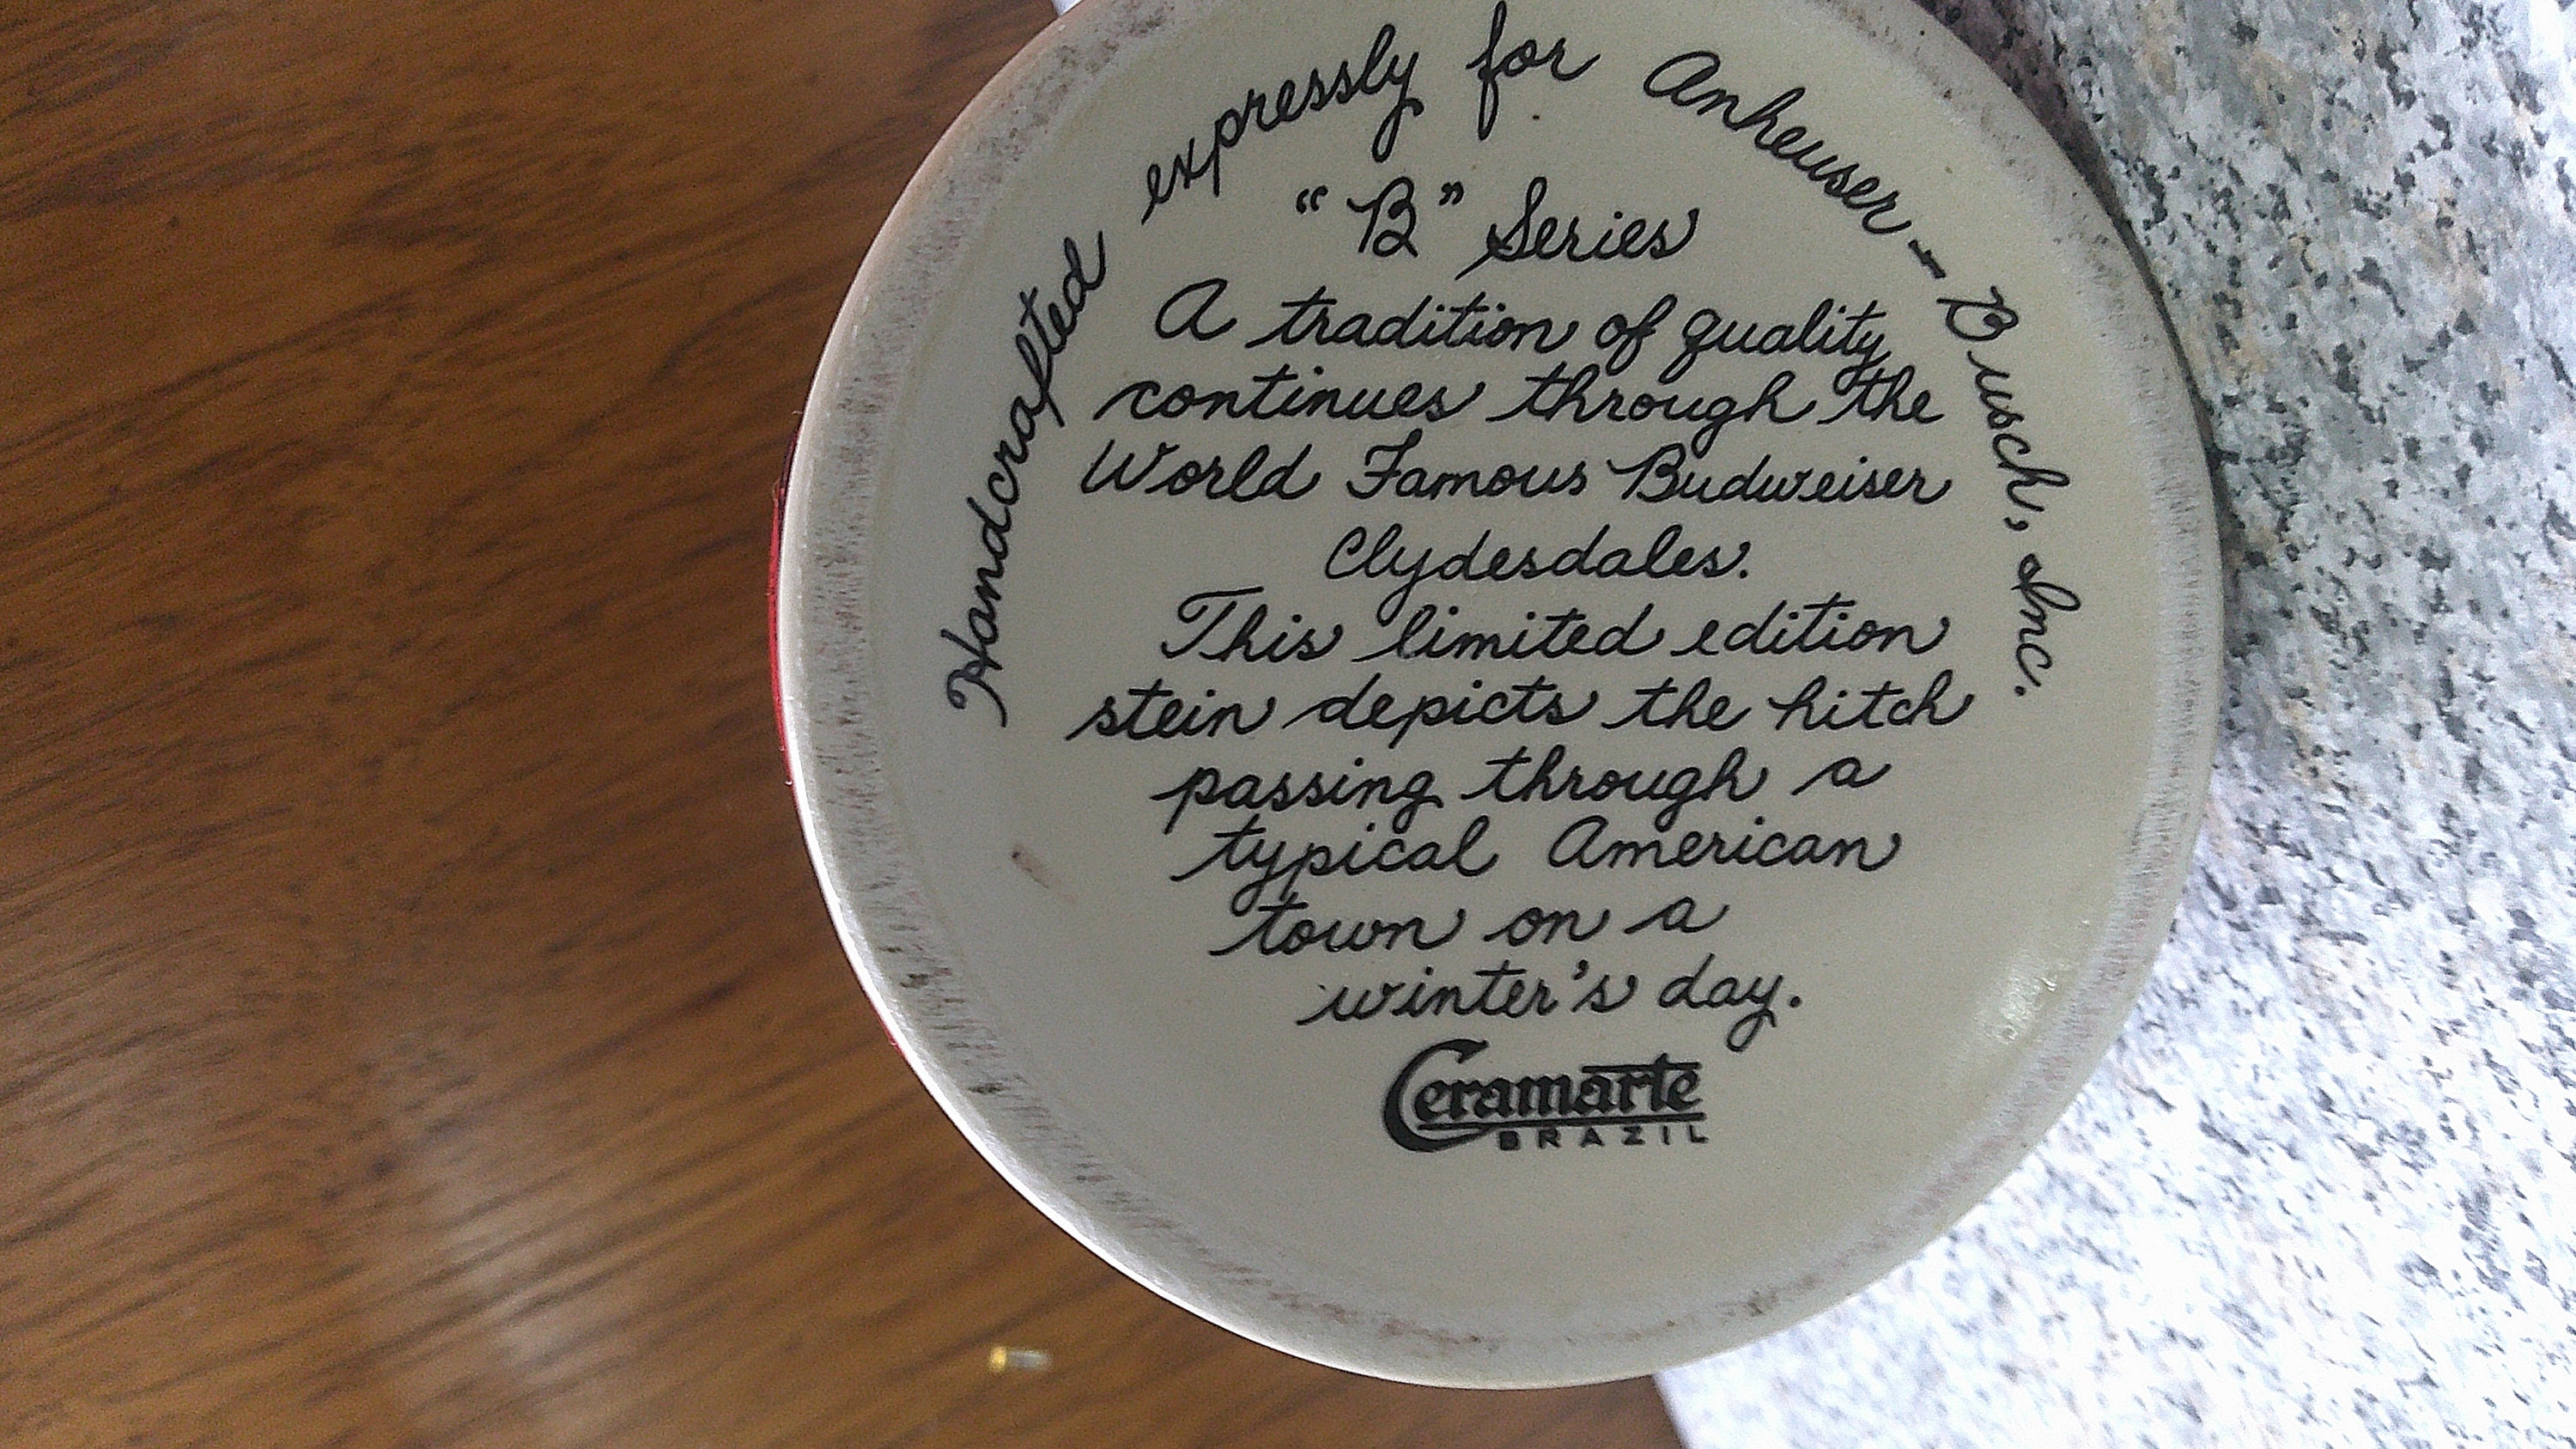 Handcrafted expressly for Anheuser-Busch, Inc.
"B" Series
A tradition of quality
continues through the
World Famous Budweiser
Clydesdales.
This limited edition
stein depicts the hitch
passing through a
typical American
town on a
winter's day.
Ceramarte
BRAZIL